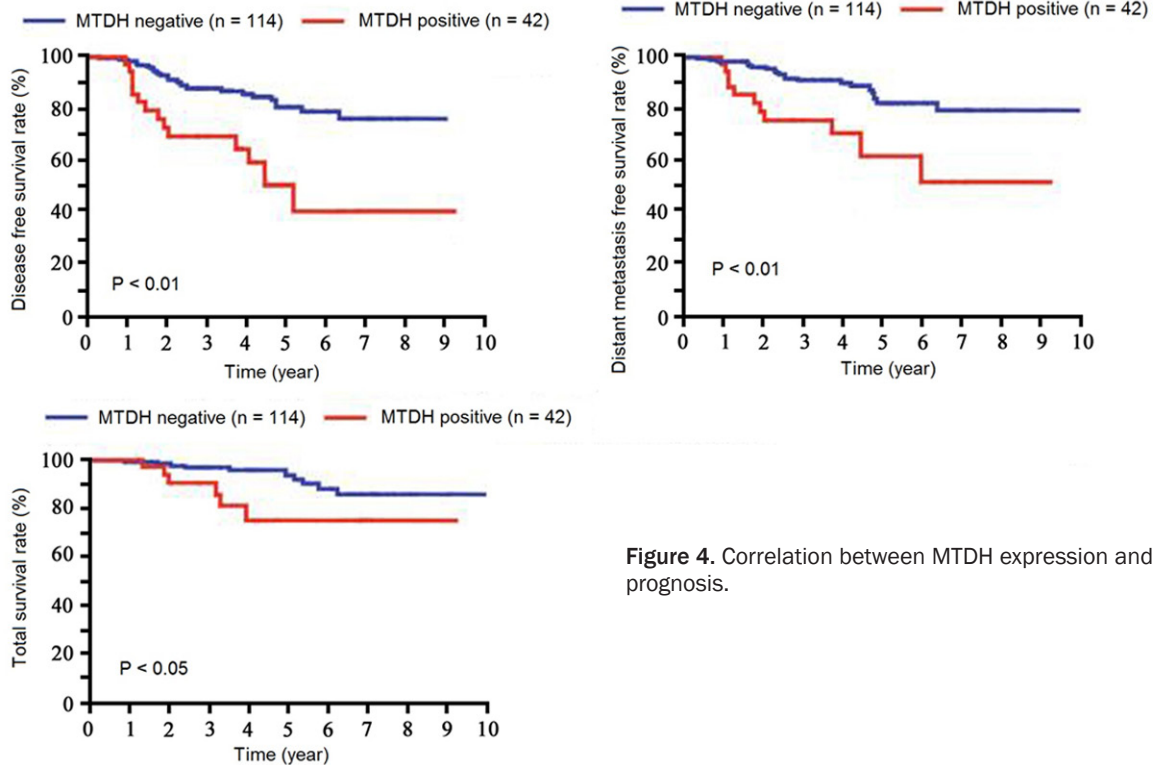 MTDH negative (n = 114) MTDH positive (n = 42)
Disease free survival rate (%)
100
80
60
40
20
0
P < 0.01
0 1 2 3 4 5 6 7 8 9 10
Time (year)
MTDH negative (n = 114) MTDH positive (n = 42)
Distant metastasis free survival rate (%)
100
80
60
40
20
0
P < 0.01
0 1 2 3 4 5 6 7 8 9 10
Time (year)
MTDH negative (n = 114) MTDH positive (n = 42)
Total survival rate (%)
100
80
60
40
20
0
P < 0.05
0 1 2 3 4 5 6 7 8 9 10
Time (year)
Figure 4. Correlation between MTDH expression and
prognosis.